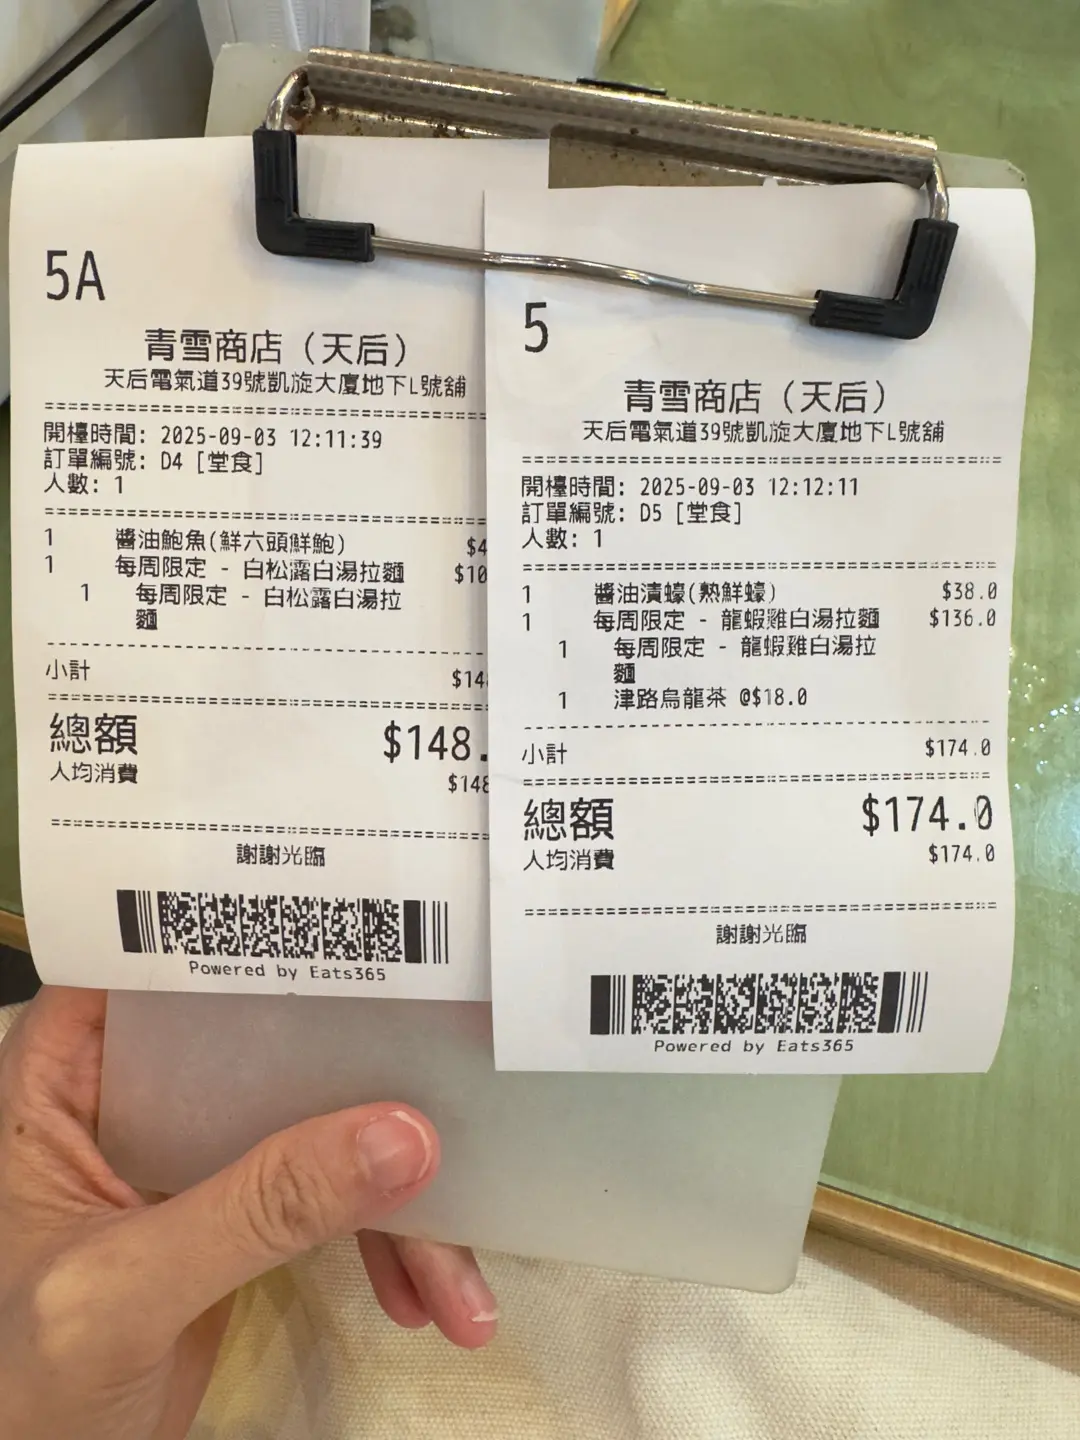 5A
青雪商店（天后）
天后電氣道39號凱旋大廈地下L號舖
開檯時間: 2025-09-03 12:11:39
訂單編號: D4 [堂食]
人數: 1
1 醬油鮑魚(鮮六頭鮮鮑) $4
1 每周限定 - 白松露白湯拉麵 $10
1 每周限定 - 白松露白湯拉
麵
小計 $148
總額 $148.
人均消費 $148
謝謝光臨
Powered by Eats365
5
青雪商店（天后）
天后電氣道39號凱旋大廈地下L號舖
開檯時間: 2025-09-03 12:12:11
訂單編號: D5 [堂食]
人數: 1
1 醬油漬蠔(熟鮮蠔) $38.0
1 每周限定 - 龍蝦雞白湯拉麵 $136.0
1 每周限定 - 龍蝦雞白湯拉
麵
1 津路烏龍茶 @$18.0
小計 $174.0
總額 $174.0
人均消費 $174.0
謝謝光臨
Powered by Eats365